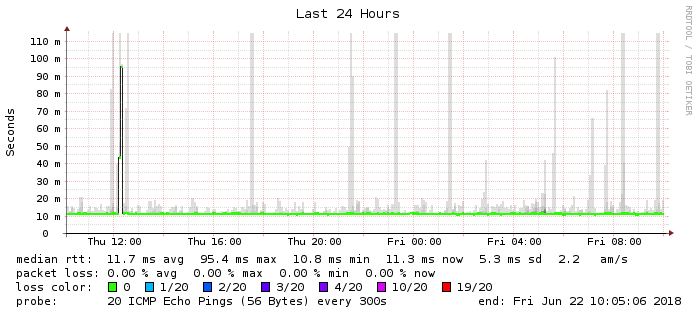 Last 24 Hours
RRDTOOL / TOBI OETIKER
Seconds
110 m
100 m
90 m
80 m
70 m
60 m
50 m
40 m
30 m
20 m
10 m
0
Thu 12:00 Thu 16:00 Thu 20:00 Fri 00:00 Fri 04:00 Fri 08:00
median rtt: 11.7 ms avg 95.4 ms max 10.8 ms min 11.3 ms now 5.3 ms sd 2.2 am/s
packet loss: 0.00 % avg 0.00 % max 0.00 % min 0.00 % now
loss color: 0 1/20 2/20 3/20 4/20 10/20 19/20
probe: 20 ICMP Echo Pings (56 Bytes) every 300s end: Fri Jun 22 10:05:06 2018